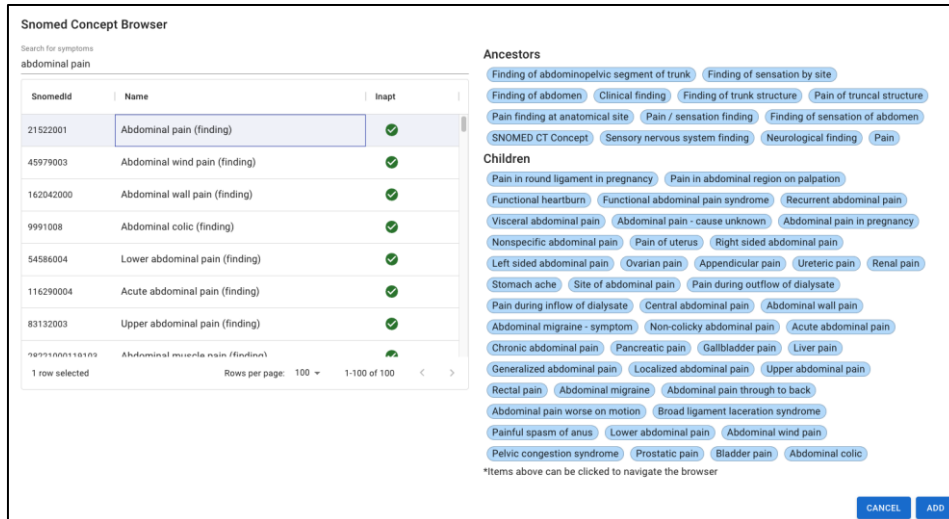 Snomed Concept Browser
Search for symptoms
abdominal pain
SnomedId Name Inapt
21522001 Abdominal pain (finding)
45979003 Abdominal wind pain (finding)
162042000 Abdominal wall pain (finding)
9991008 Abdominal colic (finding)
54586004 Lower abdominal pain (finding)
116290004 Acute abdominal pain (finding)
83132003 Upper abdominal pain (finding)
28221000119103 Abdominal muscle pain (finding)
1 row selected Rows per page: 100 1-100 of 100
Ancestors
Finding of abdominopelvic segment of trunk Finding of sensation by site
Finding of abdomen Clinical finding Finding of trunk structure Pain of truncal structure
Pain finding at anatomical site Pain / sensation finding Finding of sensation of abdomen
SNOMED CT Concept Sensory nervous system finding Neurological finding Pain
Children
Pain in round ligament in pregnancy Pain in abdominal region on palpation
Functional heartburn Functional abdominal pain syndrome Recurrent abdominal pain
Visceral abdominal pain Abdominal pain - cause unknown Abdominal pain in pregnancy
Nonspecific abdominal pain Pain of uterus Right sided abdominal pain
Left sided abdominal pain Ovarian pain Appendicular pain Ureteric pain Renal pain
Stomach ache Site of abdominal pain Pain during outflow of dialysate
Pain during inflow of dialysate Central abdominal pain Abdominal wall pain
Abdominal migraine - symptom Non-colicky abdominal pain Acute abdominal pain
Chronic abdominal pain Pancreatic pain Gallbladder pain Liver pain
Generalized abdominal pain Localized abdominal pain Upper abdominal pain
Rectal pain Abdominal migraine Abdominal pain through to back
Abdominal pain worse on motion Broad ligament laceration syndrome
Painful spasm of anus Lower abdominal pain Abdominal wind pain
Pelvic congestion syndrome Prostatic pain Bladder pain Abdominal colic
*Items above can be clicked to navigate the browser
CANCEL ADD